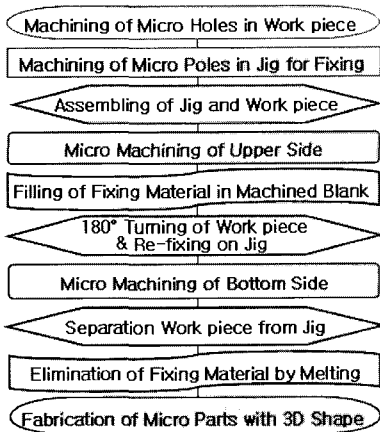 Machining of Micro Holes in Work piece
Machining of Micro Poles in Jig for Fixing
Assembling of Jig and Work piece
Micro Machining of Upper Side
Filling of Fixing Material in Machined Blank
180° Turning of Work piece
& Re-fixing on Jig
Micro Machining of Bottom Side
Separation Work piece from Jig
Elimination of Fixing Material by Melting
Fabrication of Micro Parts with 3D Shape